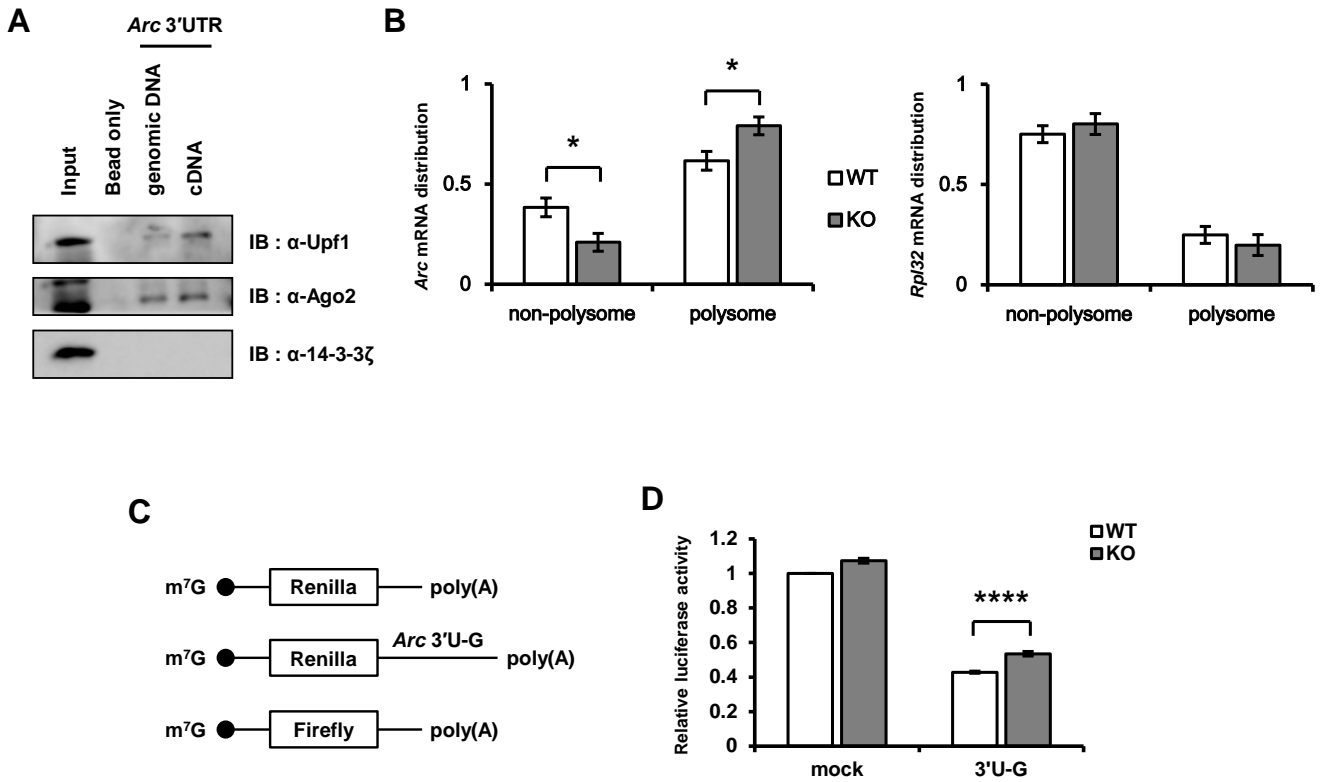 A
Arc 3′UTR
Input
Bead only
genomic DNA
cDNA
IB : α-Upf1
IB : α-Ago2
IB : α-14-3-3ζ
B
Arc mRNA distribution
1
0.5
0
*
*
non-polysome
polysome
WT
KO
Rpl32 mRNA distribution
1
0.5
0
non-polysome
polysome
C
m⁷G
Renilla
poly(A)
Arc 3′U-G
m⁷G
Renilla
poly(A)
m⁷G
Firefly
poly(A)
D
Relative luciferase activity
1.2
1
0.8
0.6
0.4
0.2
0
****
mock
3'U-G
WT
KO